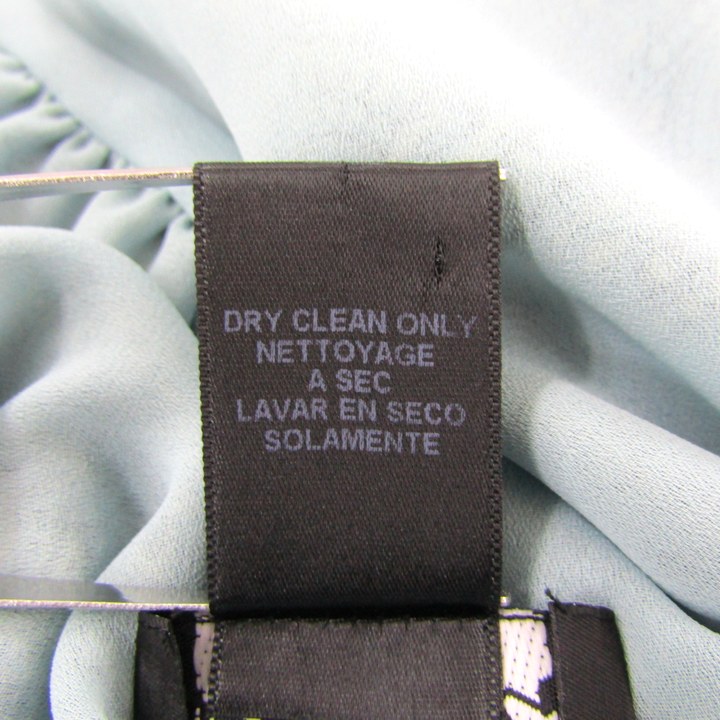 DRY CLEAN ONLY
NETTOYAGE
A SEC
LAVAR EN SECO
SOLAMENTE